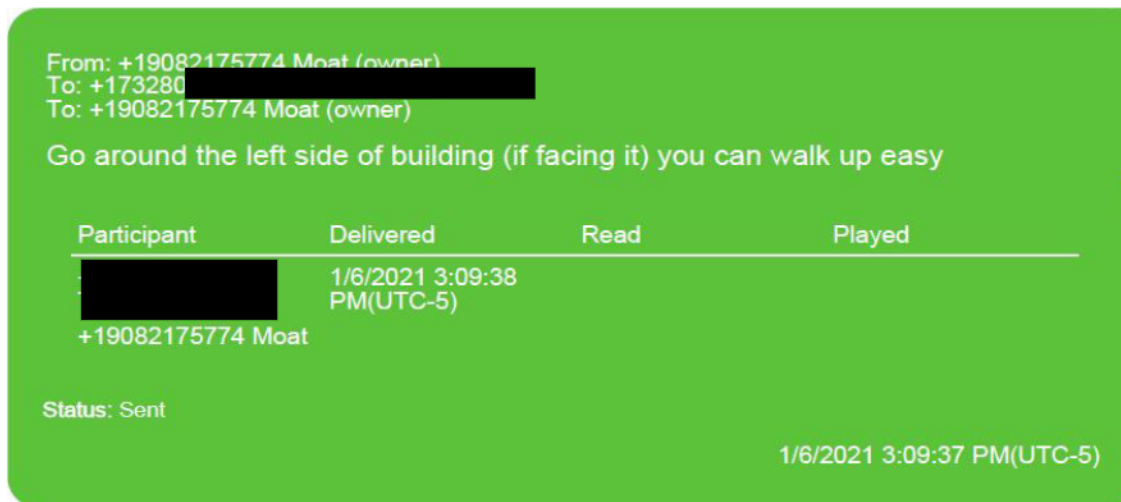 From: +19082175774 Moat (owner)
To: +173280
To: +19082175774 Moat (owner)
Go around the left side of building (if facing it) you can walk up easy
Participant Delivered Read Played
1/6/2021 3:09:38
PM(UTC-5)
+19082175774 Moat
Status: Sent
1/6/2021 3:09:37 PM(UTC-5)